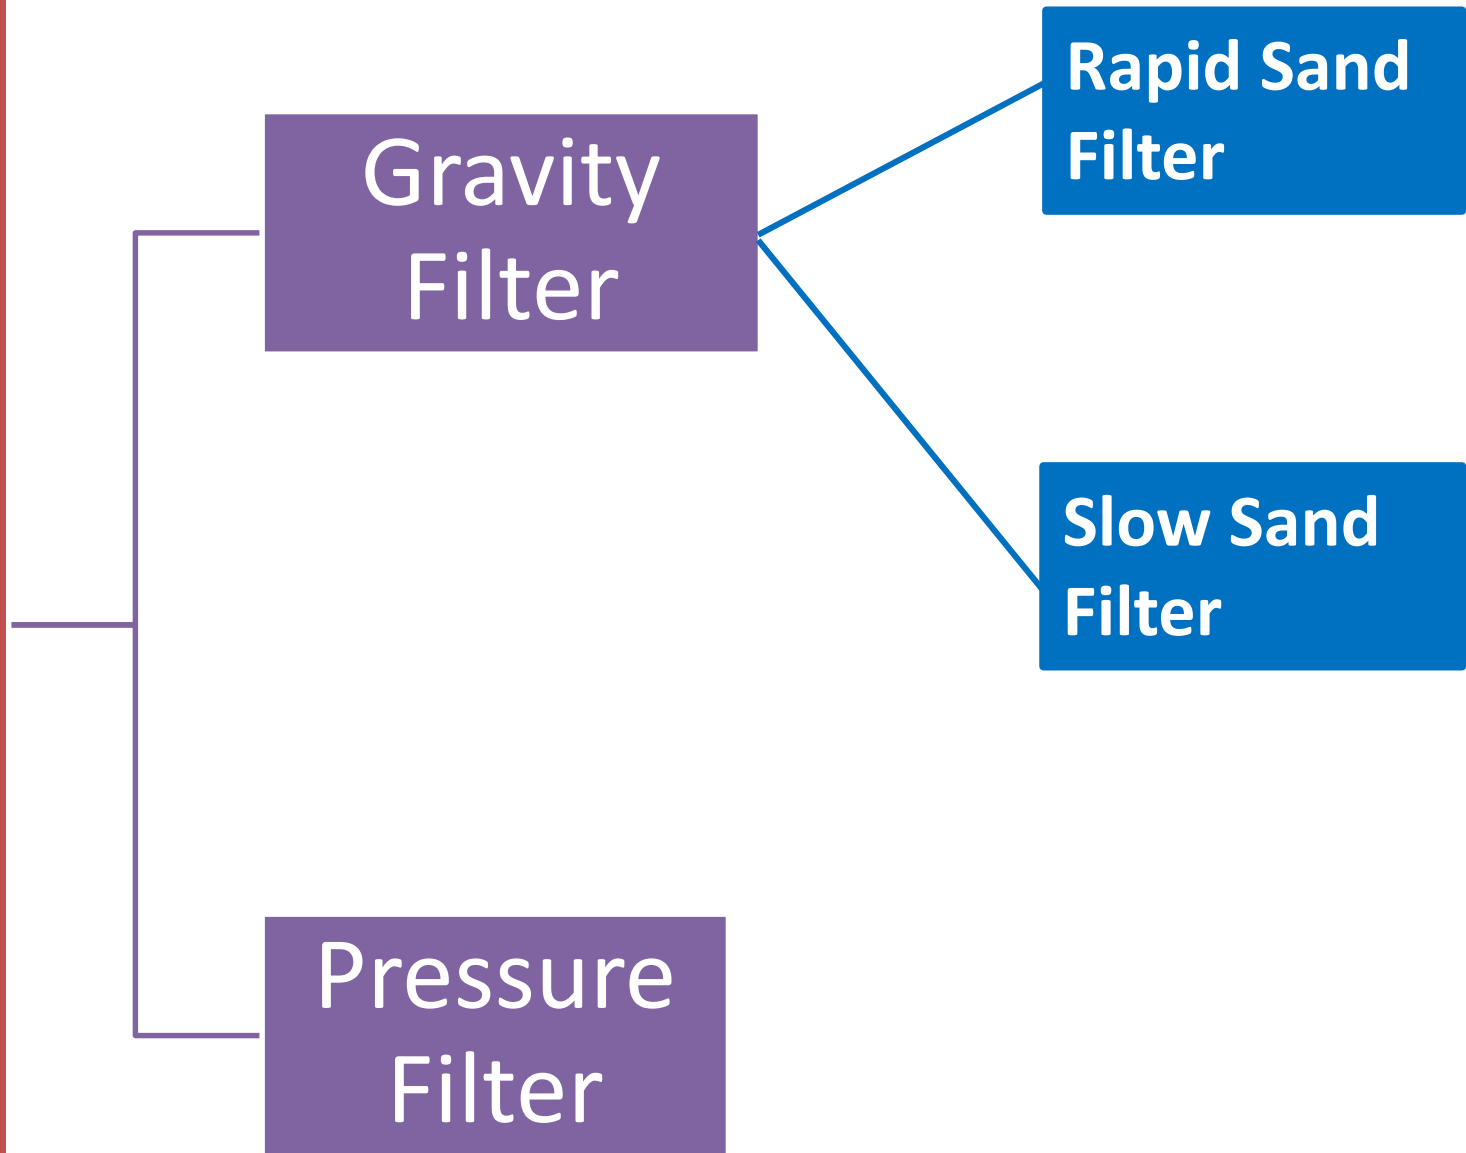 Gravity
Filter
Rapid Sand
Filter
Slow Sand
Filter
Pressure
Filter